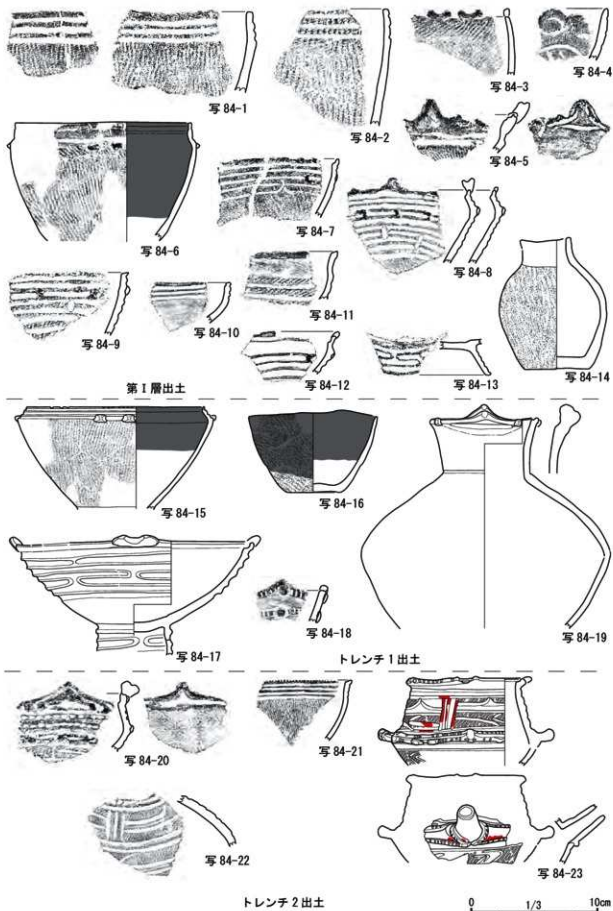 写 84-1
写 84-2
写 84-3
写 84-4
写 84-5
写 84-6
写 84-7
写 84-8
写 84-9
写 84-10
写 84-11
写 84-12
写 84-13
写 84-14
第Ⅰ層出土
写 84-15
写 84-16
写 84-17
写 84-18
写 84-19
トレンチ1出土
写 84-20
写 84-21
写 84-22
写 84-23
トレンチ2出土
0 1/3 10cm